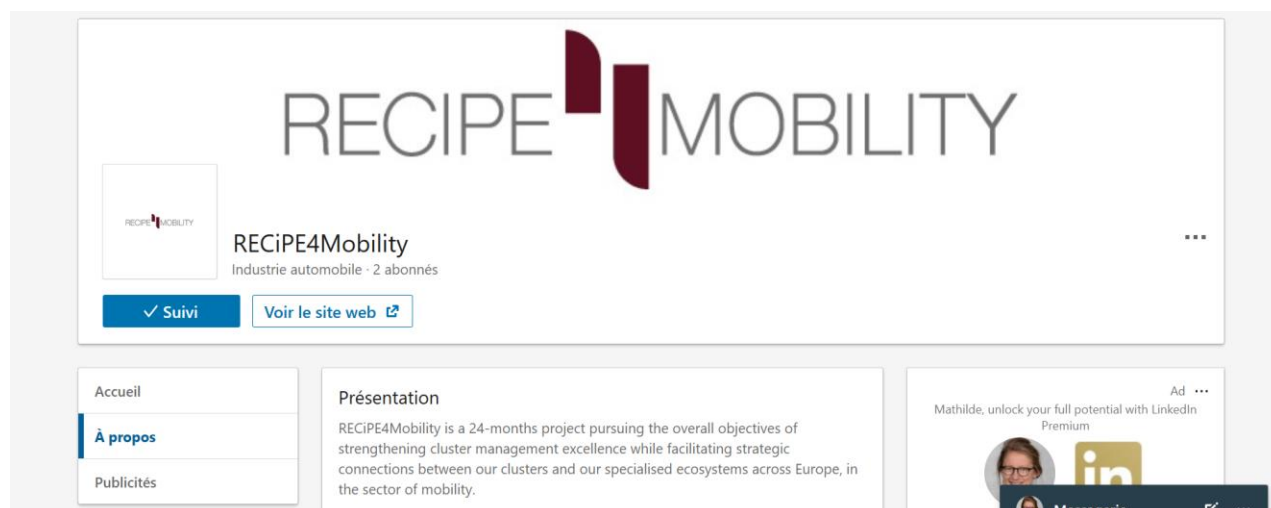 RECIPE MOBILITY
RECIPE MOBILITY
RECiPE4Mobility
Industrie automobile · 2 abonnés
✓ Suivi
Voir le site web
Accueil
À propos
Publicités
Présentation
RECiPE4Mobility is a 24-months project pursuing the overall objectives of
strengthening cluster management excellence while facilitating strategic
connections between our clusters and our specialised ecosystems across Europe, in
the sector of mobility.
Ad
Mathilde, unlock your full potential with LinkedIn
Premium
in